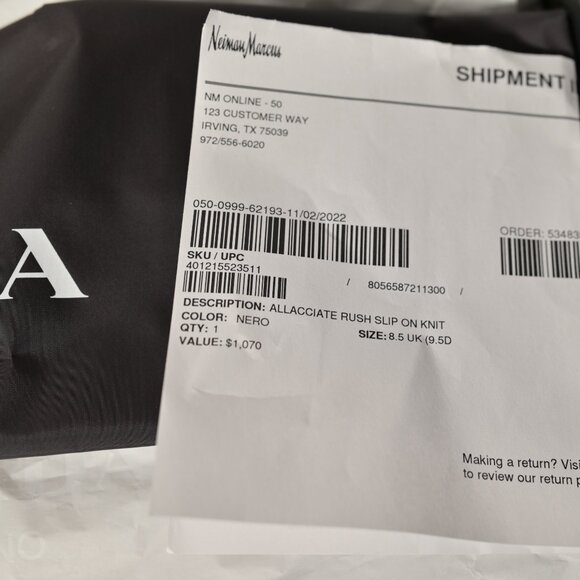 Neiman Marcus
SHIPMENT
NM ONLINE - 50
123 CUSTOMER WAY
IRVING, TX 75039
972/556-6020
050-0999-62193-11/02/2022
ORDER: 53483
SKU / UPC
401215523511 / 8056587211300 /
DESCRIPTION: ALLACCIATE RUSH SLIP ON KNIT
COLOR: NERO
QTY: 1 SIZE: 8.5 UK (9.5D
VALUE: $1,070
Making a return? Visi
to review our return p
A